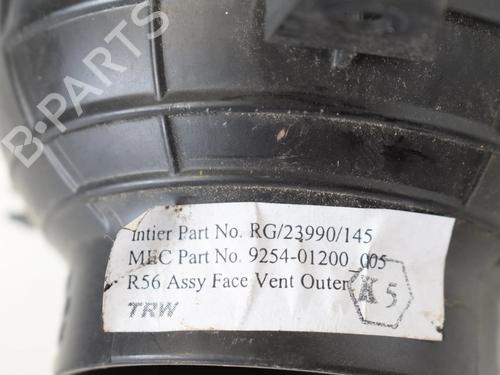 B-PARTS
Intier Part No. RG/23990/145
MEC Part No. 9254-01200_005
R56 Assy Face Vent Outer
K5
TRW